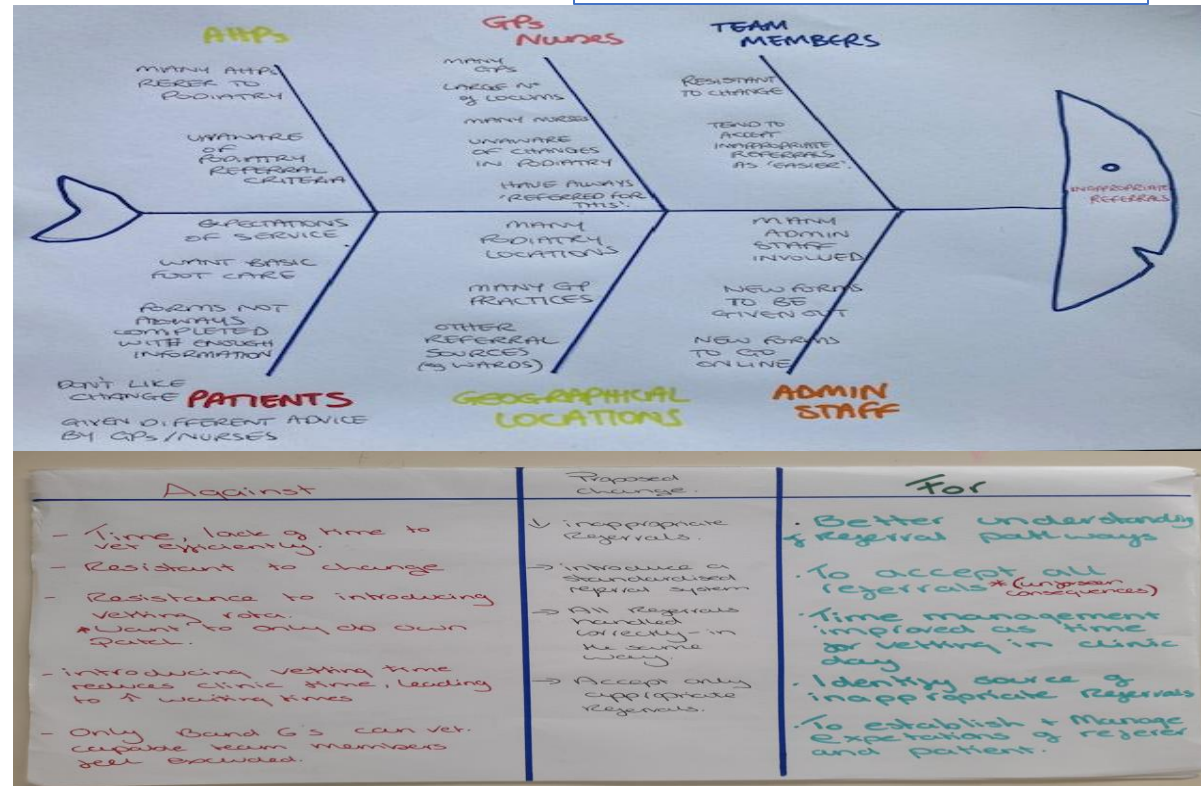 AHPs
MANY AHPs
RERER TO
PODIATRY
UNAWARE
OF
PODIATRY
REFERRAL
CRITERIA
GPs
Nurses
MANY
GPs
LARGE No
of LOCUMS
MANY NURSES
UNAWARE
OF CHANGES
IN PODIATRY
HAVE ALWAYS
'REFERRED FOR
THIS'.
TEAM
MEMBERS
RESISTANT
TO CHANGE
TEND TO
ACCEPT
INAPPROPRIATE
REFERRALS
AS 'EASIER'.
INAPPROPRIATE
REFERRALS
EXPECTATIONS
OF SERVICE
WANT BASIC
FOOT CARE
FORMS NOT
ALWAYS
COMPLETED
WITH ENOUGH
INFORMATION
DON'T LIKE
CHANGE
PATIENTS
GIVEN DIFFERENT ADVICE
BY GPs/NURSES
MANY
PODIATRY
LOCATIONS
MANY GP
PRACTICES
OTHER
REFERRAL
SOURCES
(eg WARDS)
GEOGRAPHICAL
LOCATIONS
MANY
ADMIN
STAFF
INVOLVED
NEW FORMS
TO BE
GIVEN OUT
NEW FORMS
TO GO
ONLINE
ADMIN
STAFF
Against
- Time, lack of time to
vet efficiently.
- Resistant to change
- Resistance to introducing
vetting rota.
* Want to only do own
patch.
- introducing vetting time
reduces clinic time, leading
to ↑ waiting times
- Only Band 6's can vet.
capable team members
feel excluded.
Proposed
change.
↓ inappropriate
Referrals.
→ introduce a
standardised
referral system
→ All Referrals
handled
correctly - in
the same
way.
→ Accept only
appropriate
Referrals.
For
· Better understanding
of Referral pathways
· To accept all
referrals * (unforseen
consequences)
· Time management
improved as time
for vetting in clinic
day
· Identify source of
inappropriate Referrals
· To establish + Manage
expetations of referer
and patient.